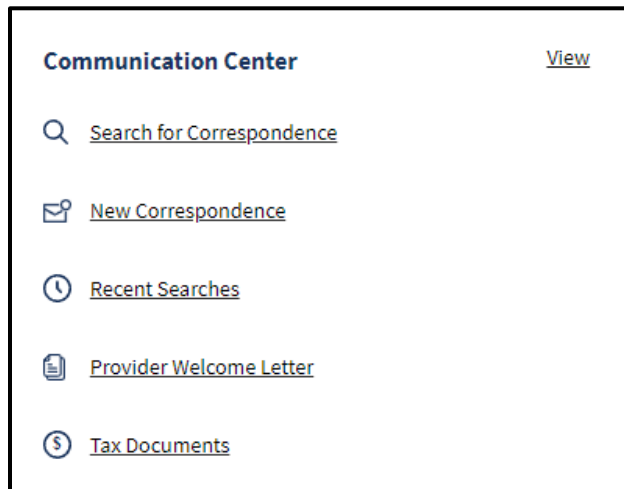 Communication Center View
Search for Correspondence
New Correspondence
Recent Searches
Provider Welcome Letter
$ Tax Documents